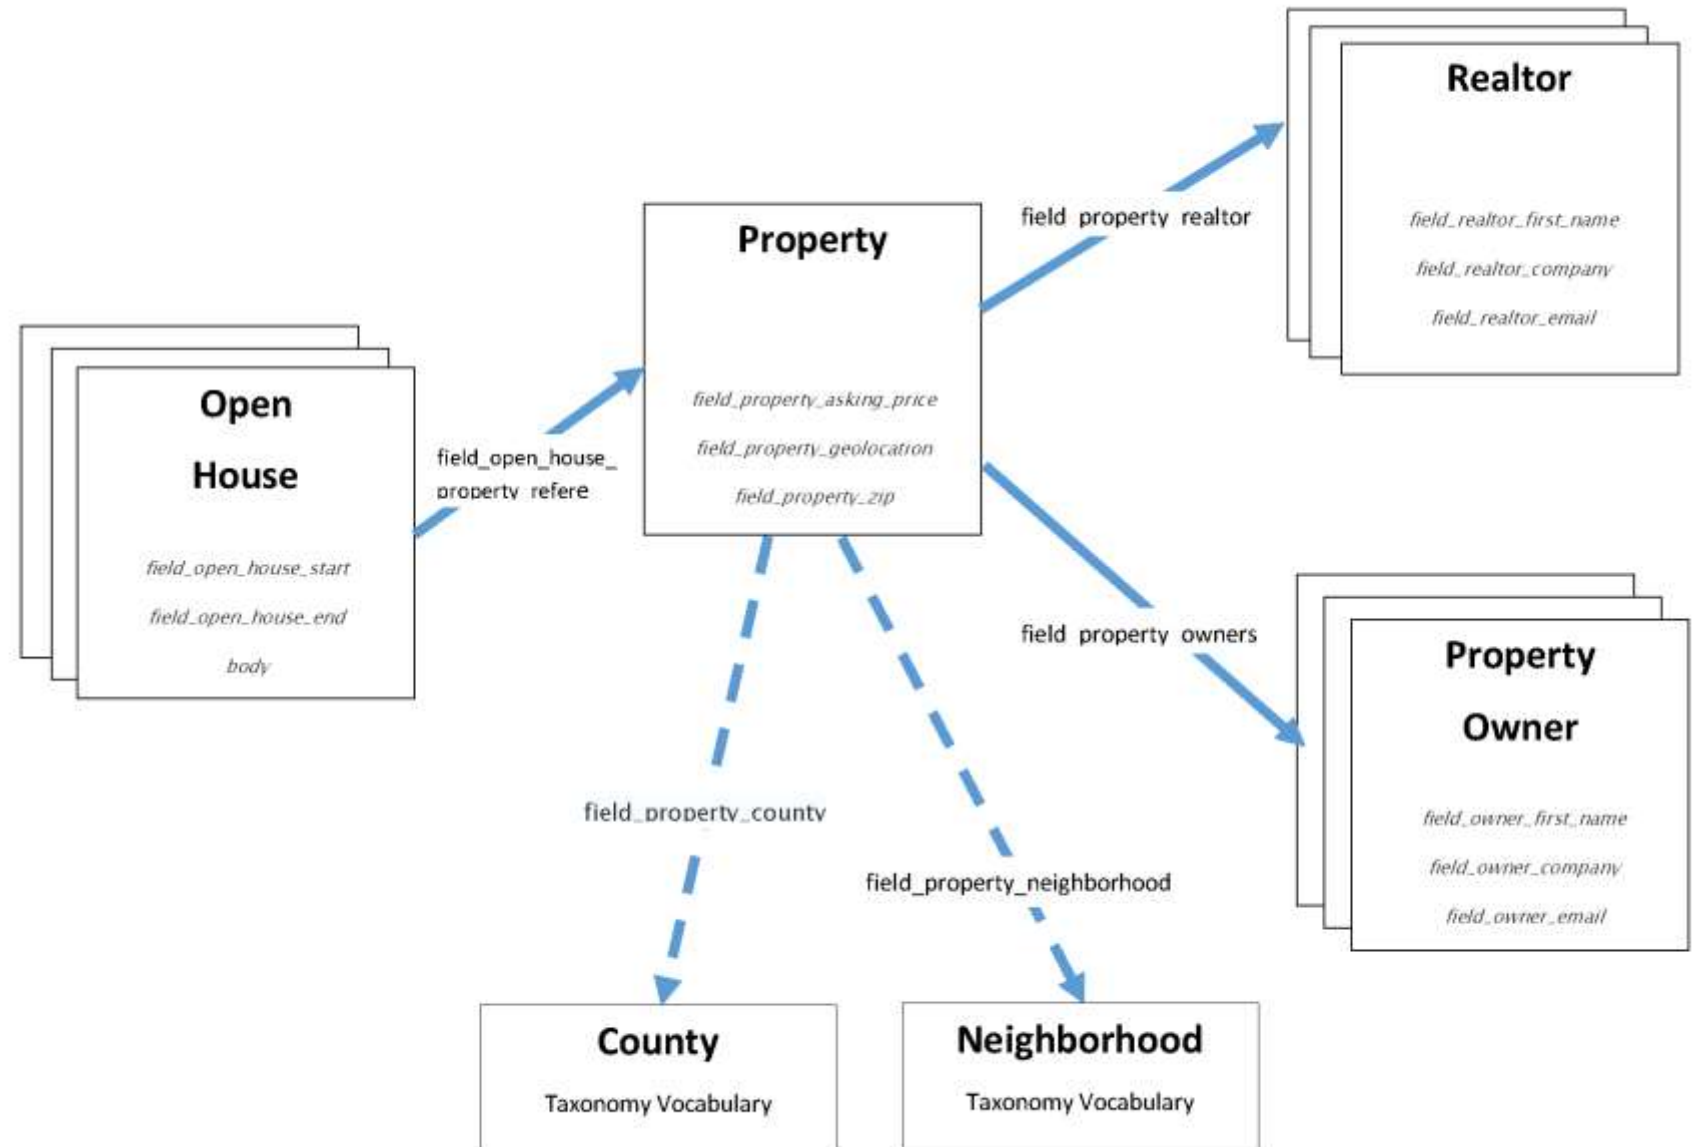 Realtor
field_realtor_first_name
field_realtor_company
field_realtor_email
field_property_realtor
Property
field_property_asking_price
field_property_geolocation
field_property_zip
Open
House
field_open_house_start
field_open_house_end
body
field_open_house_
property_refere
field_property_owners
Property
Owner
field_owner_first_name
field_owner_company
field_owner_email
field_property_county
field_property_neighborhood
County
Taxonomy Vocabulary
Neighborhood
Taxonomy Vocabulary